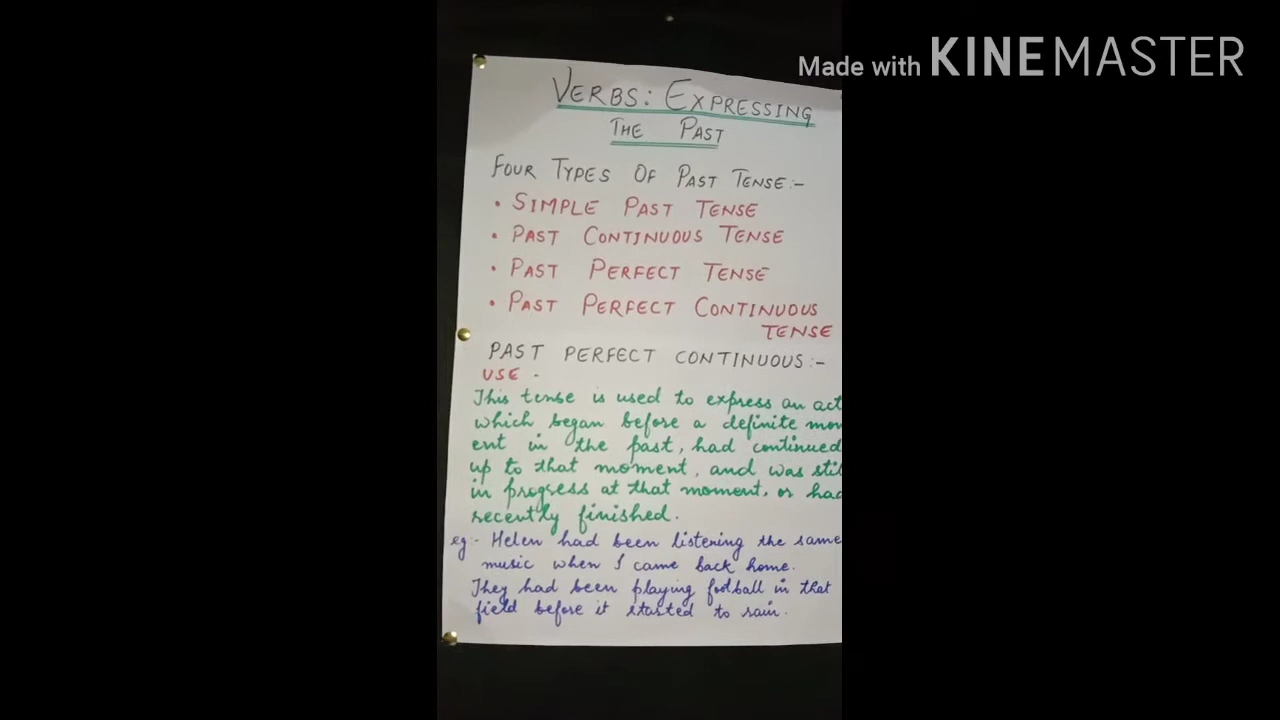 Made with KINEMASTER
VERBS: EXPRESSING
THE PAST
FOUR TYPES OF PAST TENSE:-
• SIMPLE PAST TENSE
• PAST CONTINUOUS TENSE
• PAST PERFECT TENSE
• PAST PERFECT CONTINUOUS
TENSE
PAST PERFECT CONTINUOUS:-
USE -
This tense is used to express an act
which began before a definite mom
ent in the past, had continued
up to that moment, and was stil
in progress at that moment, or had
recently finished.
eg:- Helen had been listening the same
music when I came back home.
They had been playing football in that
field before it started to rain.